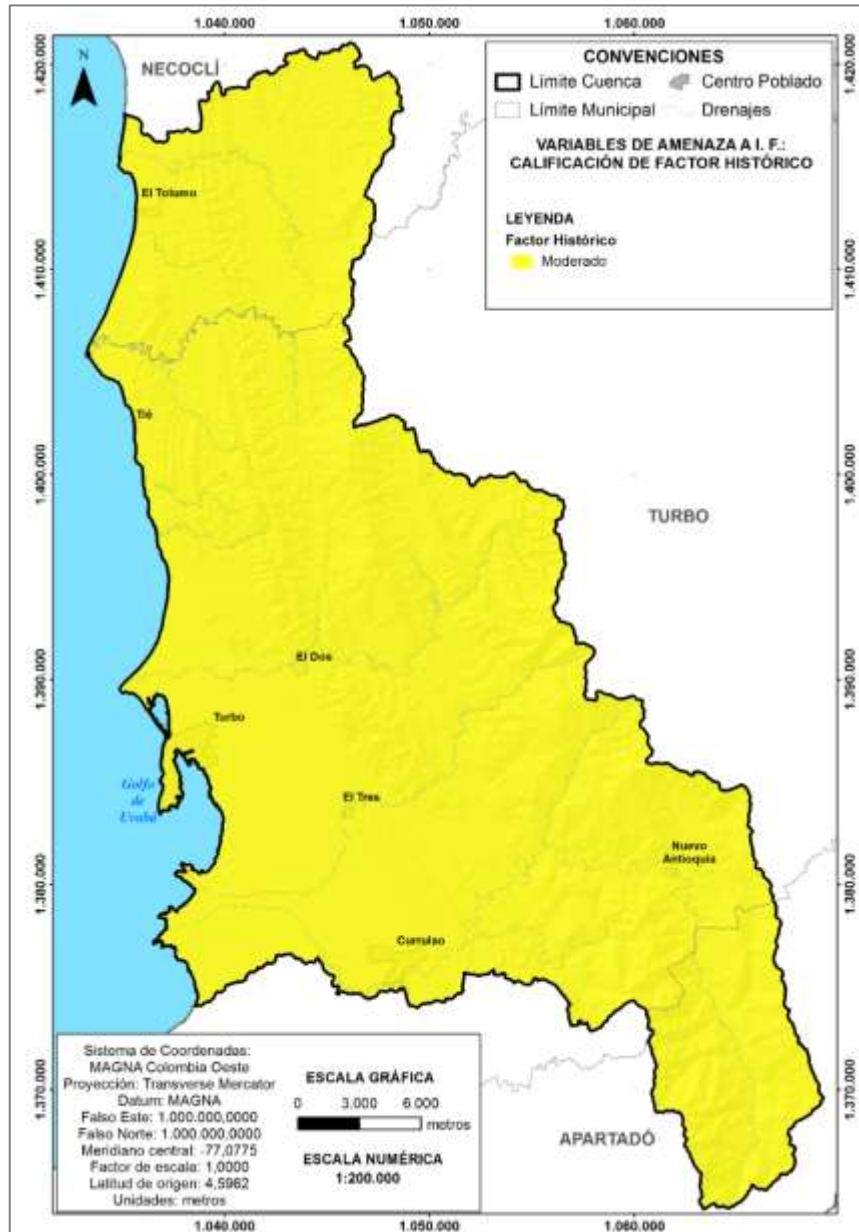 1.040.000
1.050.000
1.060.000
1.420.000
1.420.000
N
NECOCLÍ
CONVENCIONES
Límite Cuenca
Centro Poblado
Límite Municipal
Drenajes
VARIABLES DE AMENAZA A I. F.:
CALIFICACIÓN DE FACTOR HISTÓRICO
LEYENDA
Factor Histórico
Moderado
El Totumo
1.410.000
1.410.000
Tié
1.400.000
1.400.000
TURBO
El Dos
1.390.000
1.390.000
Turbo
Golfo
de
Urabá
El Tres
Nuevo
Antioquia
1.380.000
1.380.000
Currulao
Sistema de Coordenadas:
MAGNA Colombia Oeste
Proyección: Transverse Mercator
Datum: MAGNA
Falso Este: 1.000.000,0000
Falso Norte: 1.000.000,0000
Meridiano central: -77,0775
Factor de escala: 1,0000
Latitud de origen: 4,5962
Unidades: metros
ESCALA GRÁFICA
0 3.000 6 000
metros
ESCALA NUMÉRICA
1:200.000
1.370.000
1.370.000
APARTADÓ
1.040.000
1.050.000
1.060.000